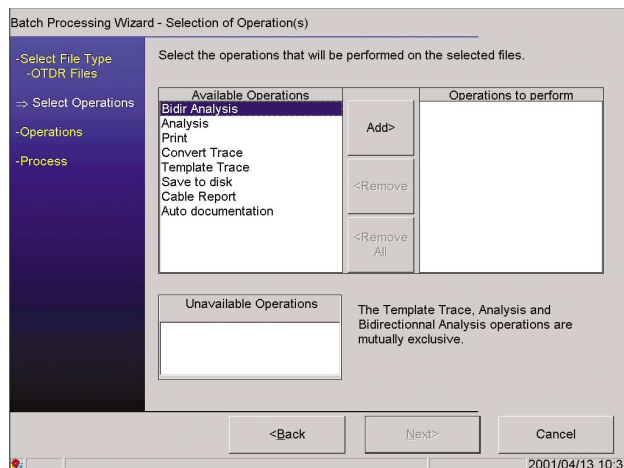 Batch Processing Wizard - Selection of Operation(s)
-Select File Type
-OTDR Files
⇒ Select Operations
-Operations
-Process
Select the operations that will be performed on the selected files.
Available Operations
Bidir Analysis
Analysis
Print
Convert Trace
Template Trace
Save to disk
Cable Report
Auto documentation
Add>
<Remove
<Remove
All
Operations to perform
Unavailable Operations
The Template Trace, Analysis and
Bidirectionnal Analysis operations are
mutually exclusive.
<Back
Next>
Cancel
2001/04/13 10:3